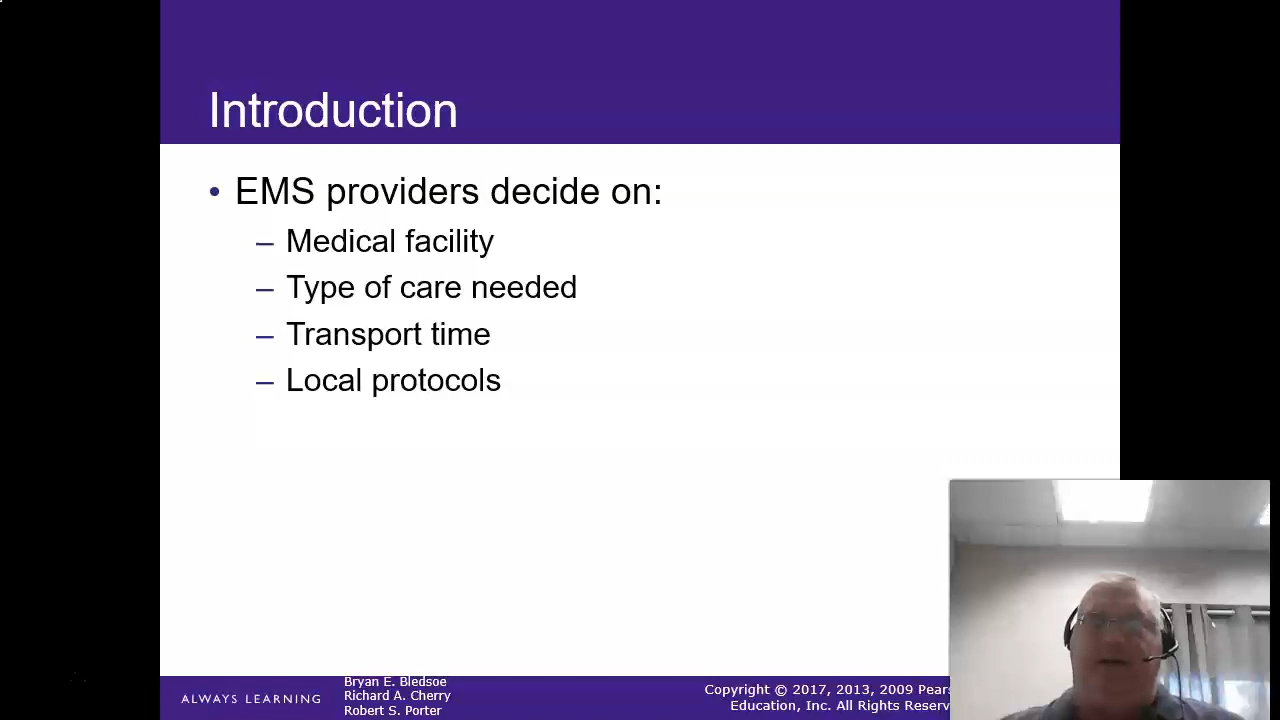 Introduction
• EMS providers decide on:
– Medical facility
– Type of care needed
– Transport time
– Local protocols
ALWAYS LEARNING
Bryan E. Bledsoe
Richard A. Cherry
Robert S. Porter
Copyright © 2017, 2013, 2009
Education, Inc. All Rights